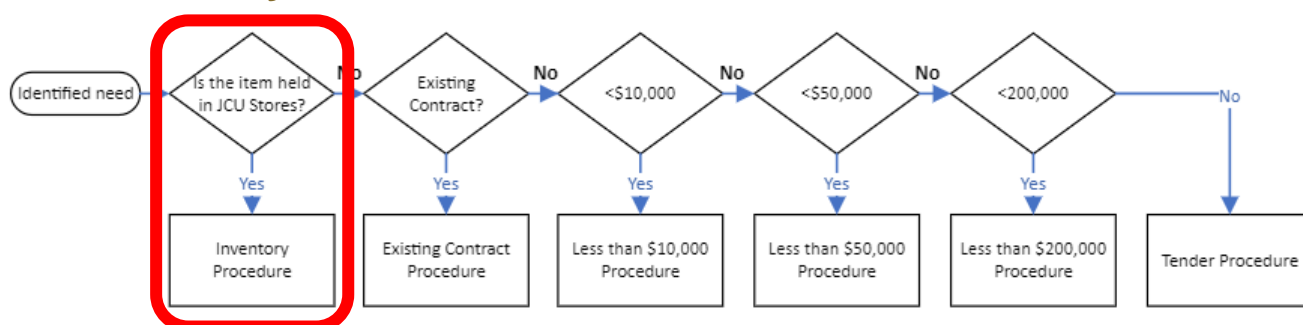 Identified need
Is the item held
in JCU Stores?
No
Existing
Contract?
No
<$10,000
No
<$50,000
No
<200,000
No
Yes
Yes
Yes
Yes
Yes
Inventory
Procedure
Existing Contract
Procedure
Less than $10,000
Procedure
Less than $50,000
Procedure
Less than $200,000
Procedure
Tender Procedure